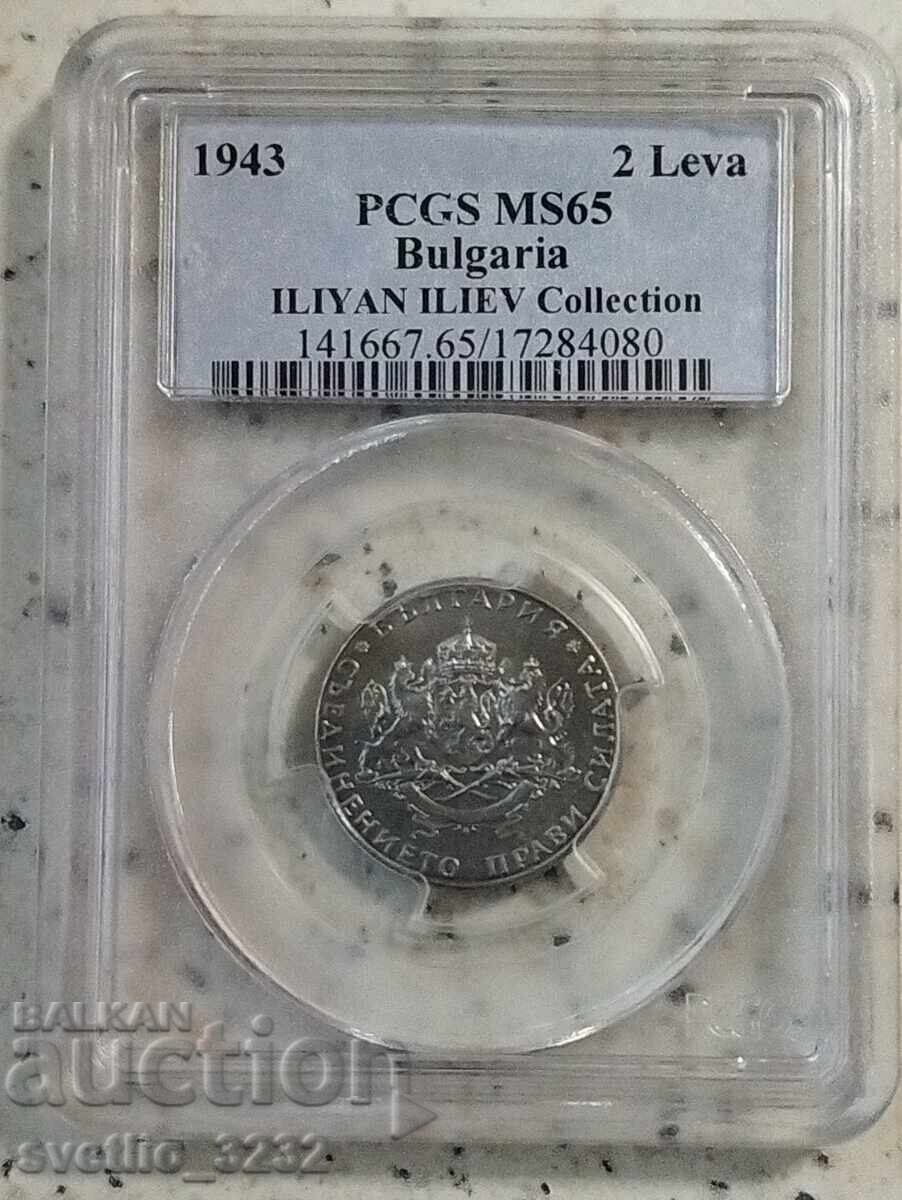 1943 2 Leva
PCGS MS65
Bulgaria
ILIYAN ILIEV Collection
141667.65/17284080
* БЪЛГАРИЯ *
СЪЕДИНЕНИЕТО ПРАВИ СИЛАТА
BALKAN
auction
svetlio_3232